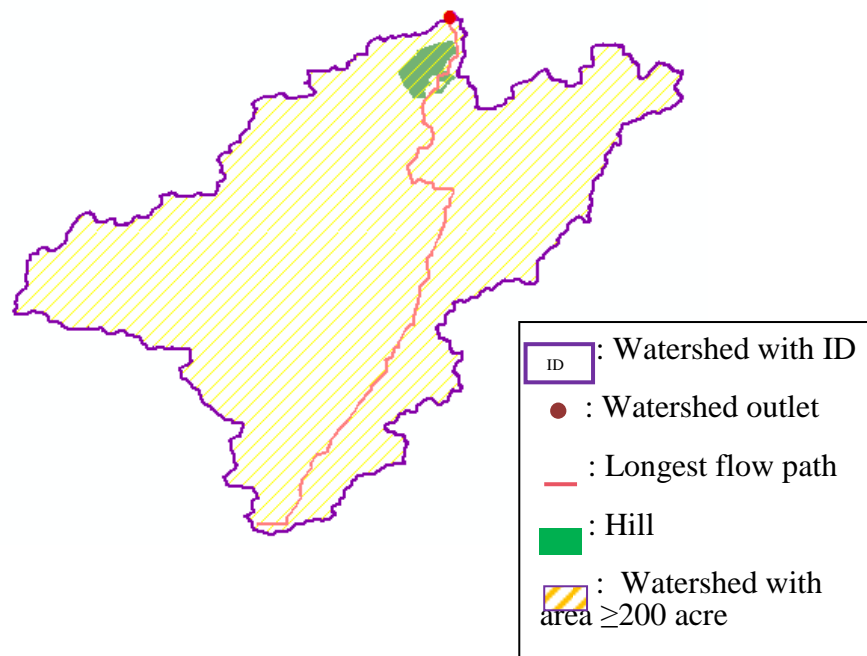 : Watershed with ID
ID
: Watershed outlet
: Longest flow path
: Hill
: Watershed with
area ≥200 acre